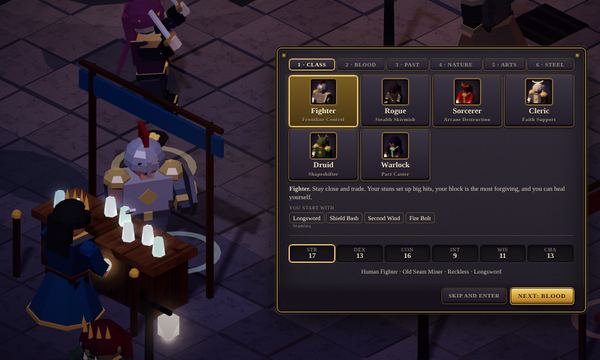 1 · CLASS
2 · BLOOD
3 · PAST
4 · NATURE
5 · ARTS
6 · STEEL
Fighter
Frontline Control
Rogue
Stealth Skirmish
Sorcerer
Arcane Destruction
Cleric
Faith Support
Druid
Shapeshifter
Warlock
Pact Caster
Fighter. Stay close and trade. Your stuns set up big hits, your block is the most forgiving, and you can heal
yourself.
YOU START WITH
Longsword
Shield Bash
Second Wind
Fire Bolt
· Stamina
STR
17
DEX
13
CON
16
INT
9
WIS
11
CHA
13
Human Fighter · Old Seam Miner · Reckless · Longsword
SKIP AND ENTER
NEXT: BLOOD